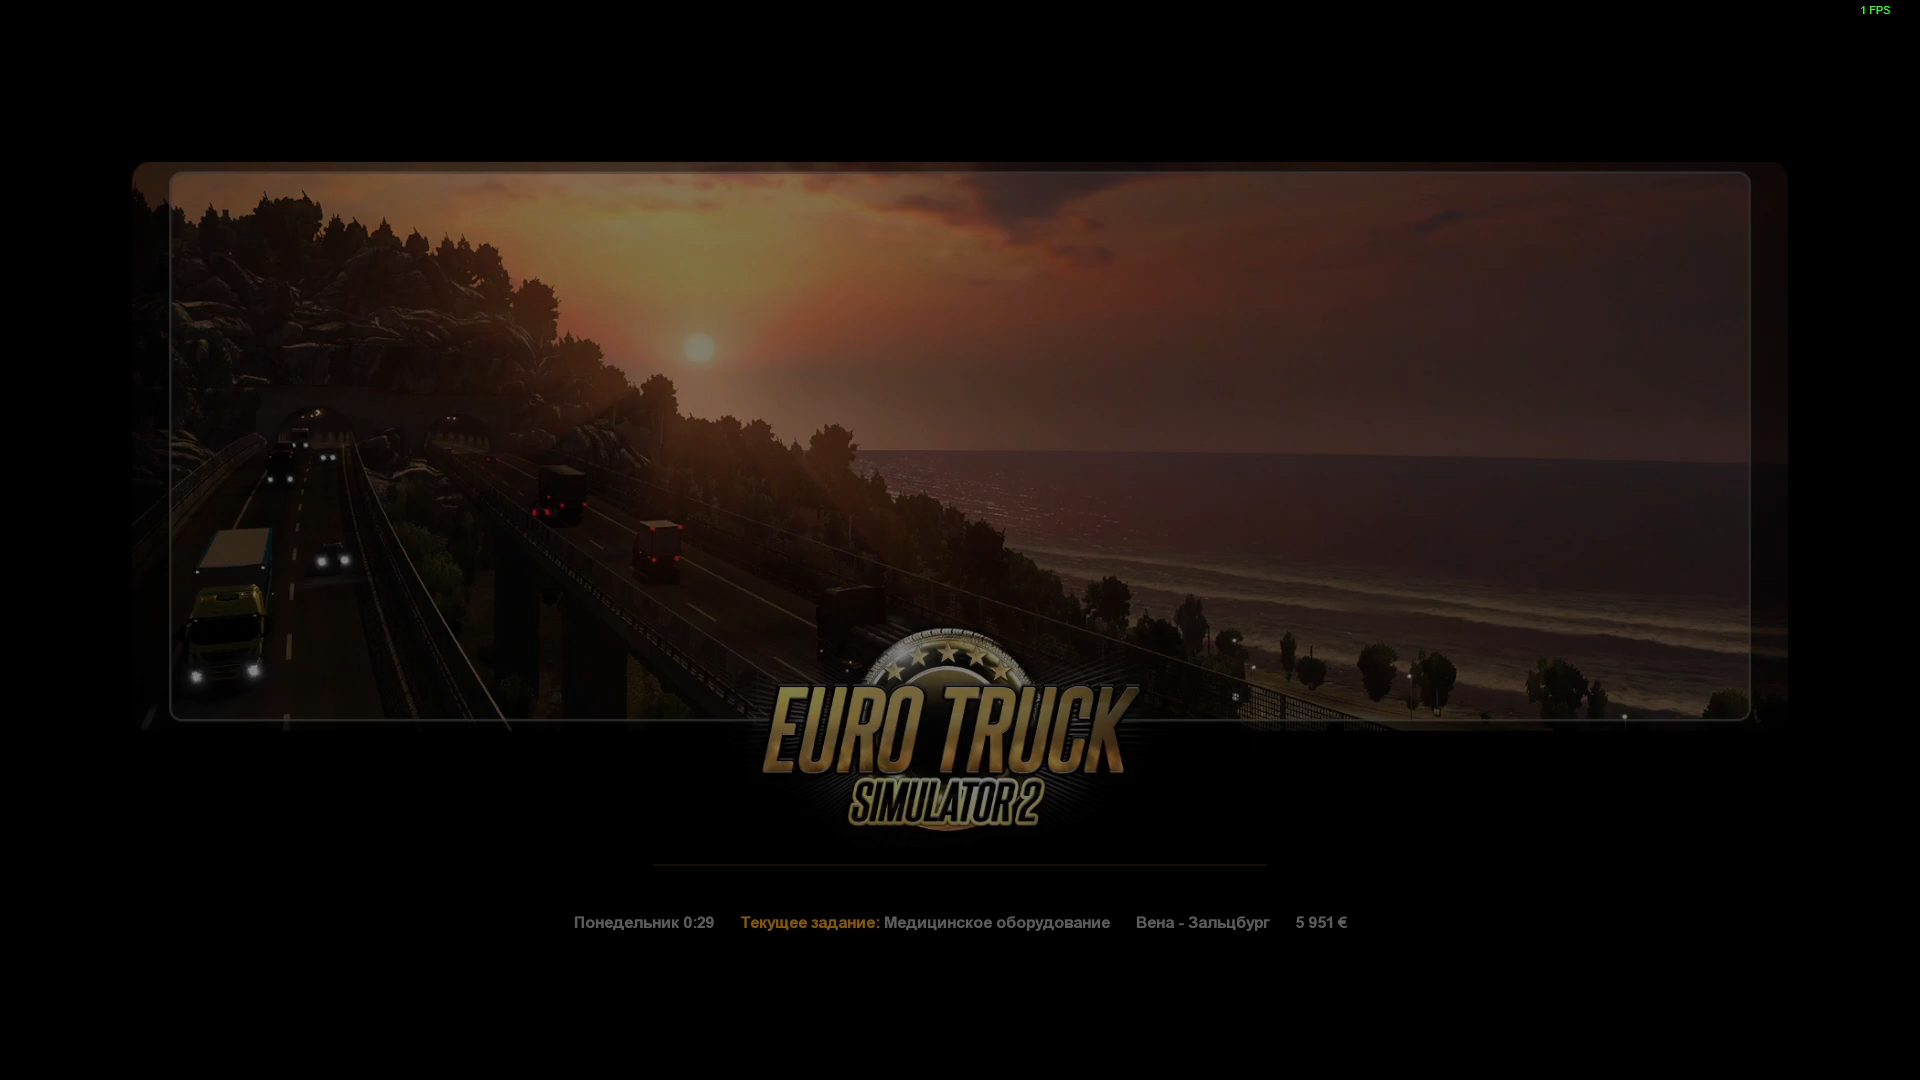 1 FPS
EURO TRUCK
SIMULATOR 2
Понедельник 0:29 Текущее задание: Медицинское оборудование Вена - Зальцбург 5 951 €